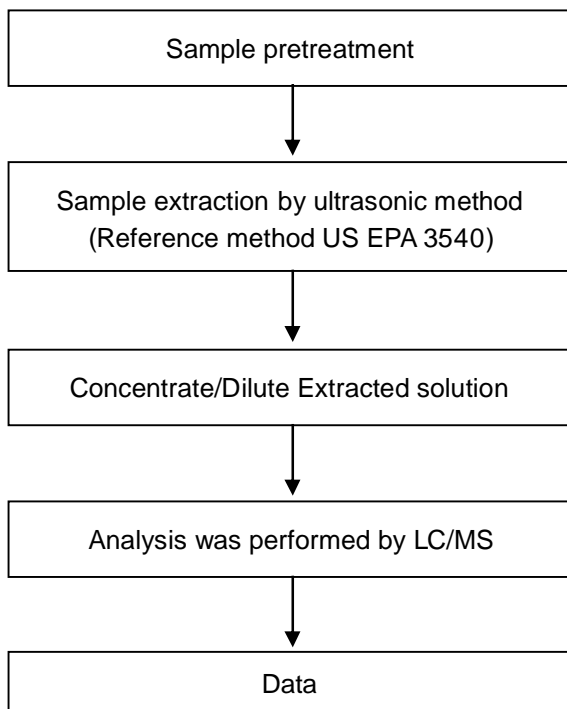 Sample pretreatment
Sample extraction by ultrasonic method
(Reference method US EPA 3540)
Concentrate/Dilute Extracted solution
Analysis was performed by LC/MS
Data